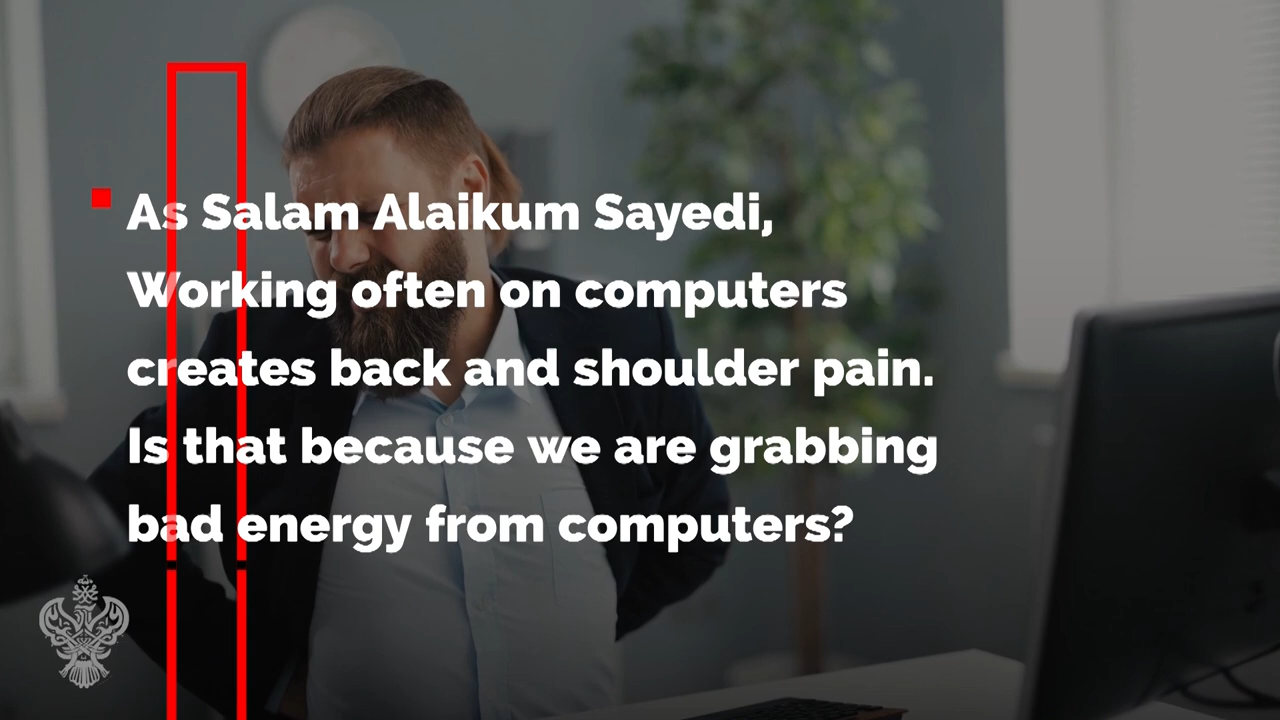 As Salam Alaikum Sayedi,
Working often on computers
creates back and shoulder pain.
Is that because we are grabbing
bad energy from computers?